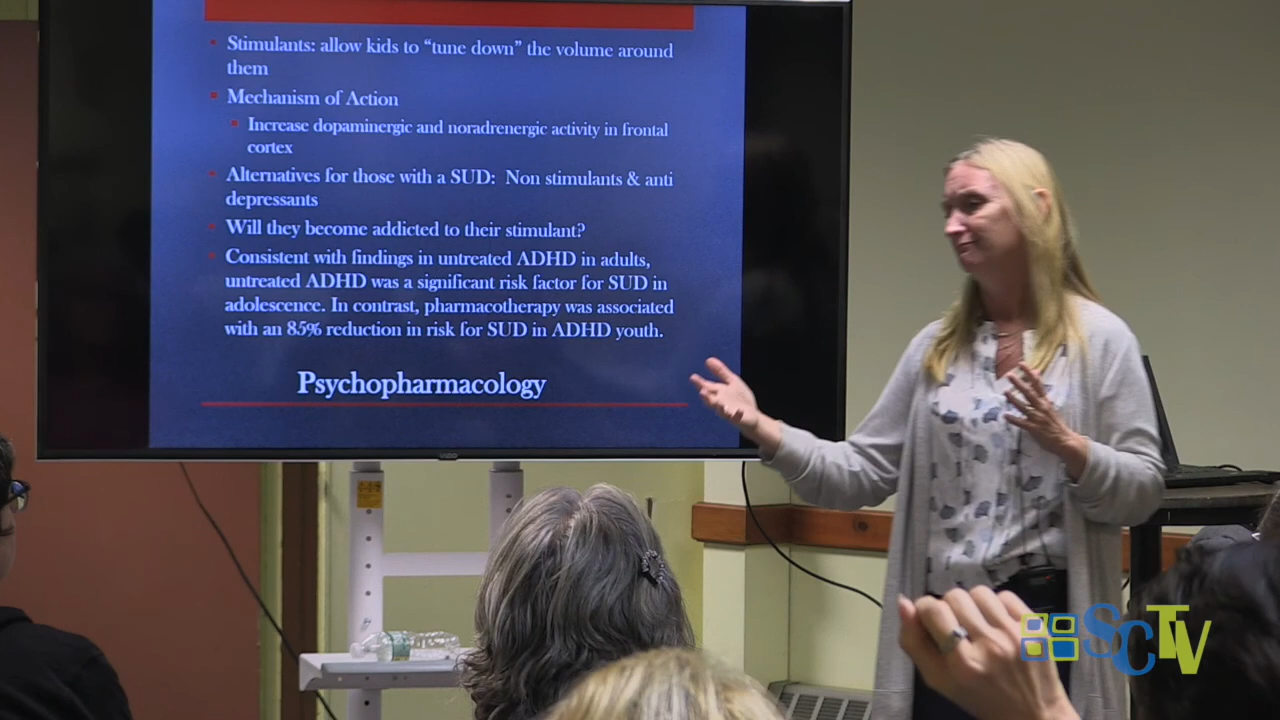 Stimulants: allow kids to “tune down” the volume around
them
Mechanism of Action
Increase dopaminergic and noradrenergic activity in frontal
cortex
Alternatives for those with a SUD: Non stimulants & anti
depressants
Will they become addicted to their stimulant?
Consistent with findings in untreated ADHD in adults,
untreated ADHD was a significant risk factor for SUD in
adolescence. In contrast, pharmacotherapy was associated
with an 85% reduction in risk for SUD in ADHD youth.
Psychopharmacology
VIZIO
SCTV